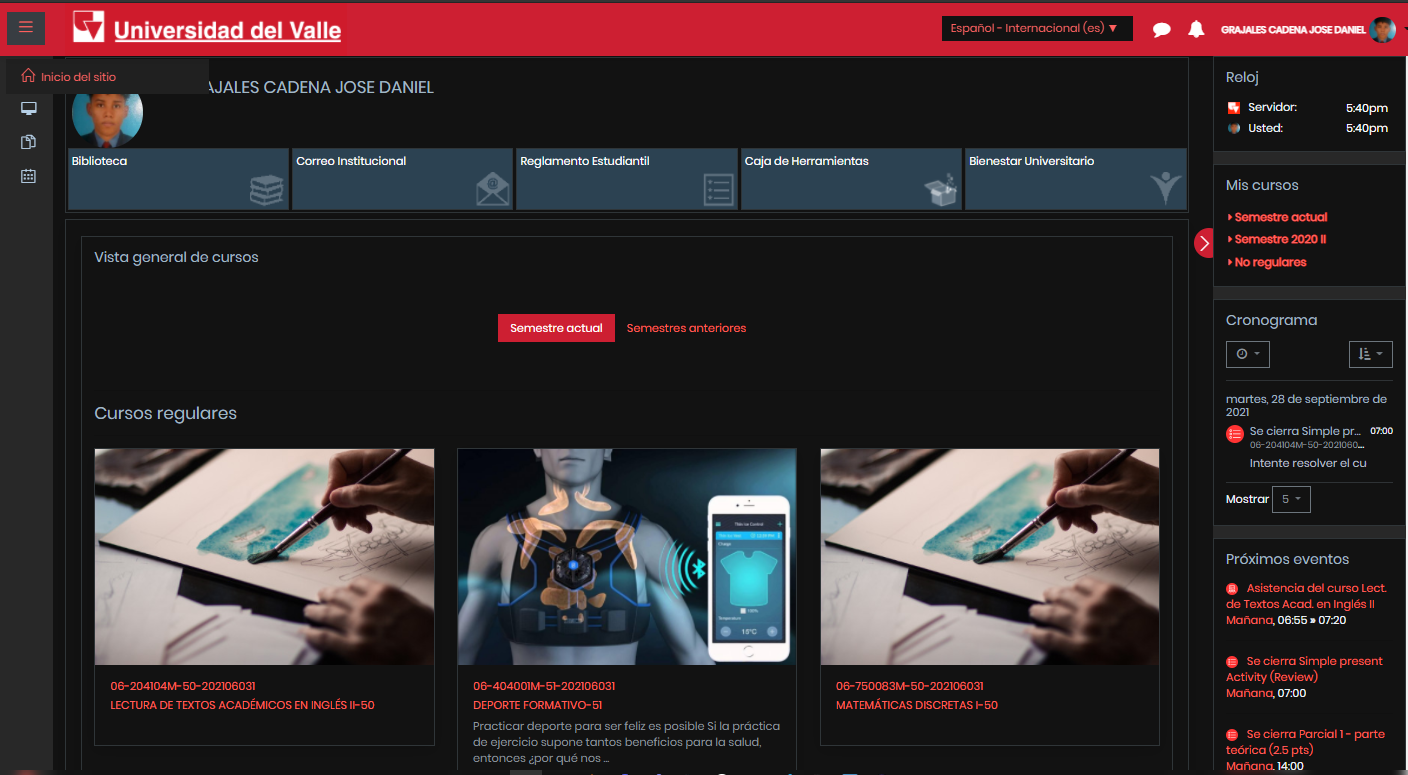 Universidad del Valle
Español - Internacional (es) ▼
GRAJALES CADENA JOSE DANIEL
Inicio del sitio
AJALES CADENA JOSE DANIEL
Biblioteca
Correo Institucional
Reglamento Estudiantil
Caja de Herramientas
Bienestar Universitario
Vista general de cursos
Semestre actual
Semestres anteriores
Cursos regulares
06-204104M-50-202106031
LECTURA DE TEXTOS ACADÉMICOS EN INGLÉS II-50
06-404001M-51-202106031
DEPORTE FORMATIVO-51
Practicar deporte para ser feliz es posible Si la práctica
de ejercicio supone tantos beneficios para la salud,
entonces ¿por qué nos ...
06-750083M-50-202106031
MATEMÁTICAS DISCRETAS I-50
Reloj
Servidor: 5:40pm
Usted: 5:40pm
Mis cursos
Semestre actual
Semestre 2020 II
No regulares
Cronograma
martes, 28 de septiembre de
2021
Se cierra Simple pr... 07:00
06-204104M-50-2021060...
Intente resolver el cu
Mostrar 5
Próximos eventos
Asistencia del curso Lect.
de Textos Acad. en Inglés II
Mañana, 06:55 » 07:20
Se cierra Simple present
Activity (Review)
Mañana, 07:00
Se cierra Parcial 1 - parte
teórica (2.5 pts)
Mañana, 14:00